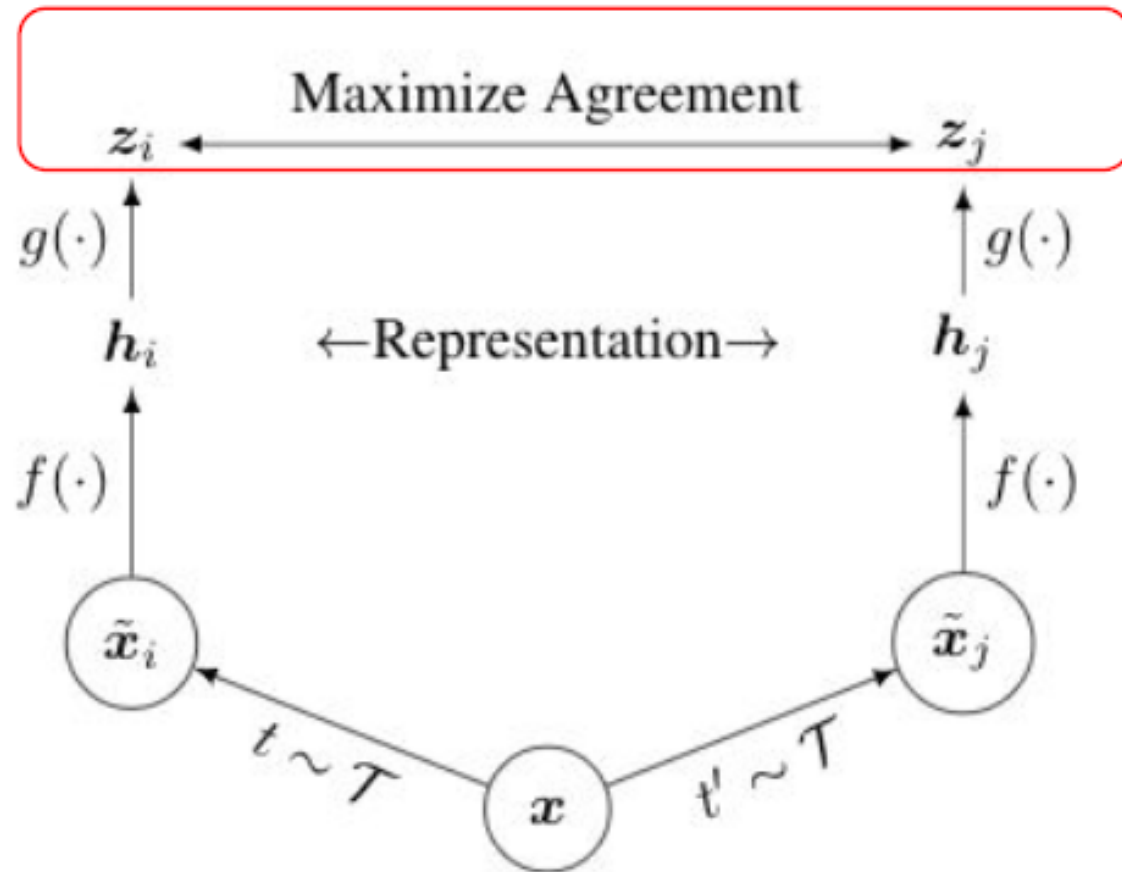 Maximize Agreement
z_i z_j
g(·) g(·)
h_i ←Representation→ h_j
f(·) f(·)
x̃_i x̃_j
t ~ 𝒯 t' ~ 𝒯
x